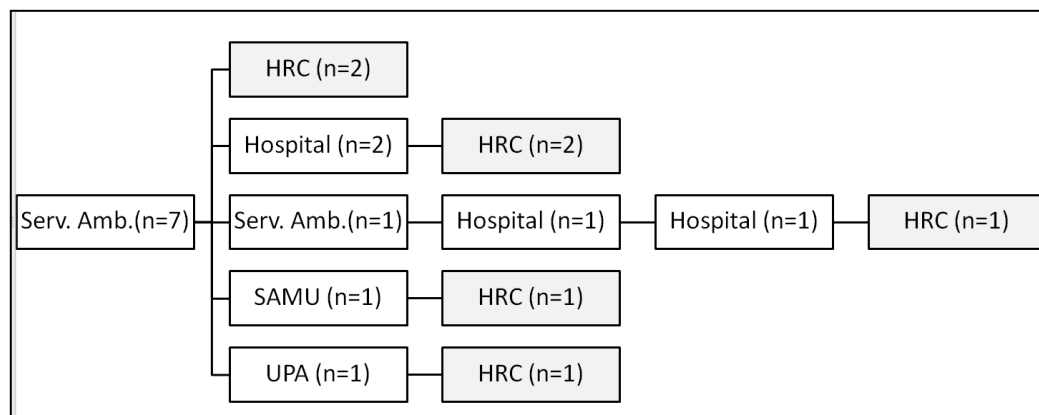 HRC (n=2)
Hospital (n=2)
HRC (n=2)
Serv. Amb.(n=7)
Serv. Amb.(n=1)
Hospital (n=1)
Hospital (n=1)
HRC (n=1)
SAMU (n=1)
HRC (n=1)
UPA (n=1)
HRC (n=1)